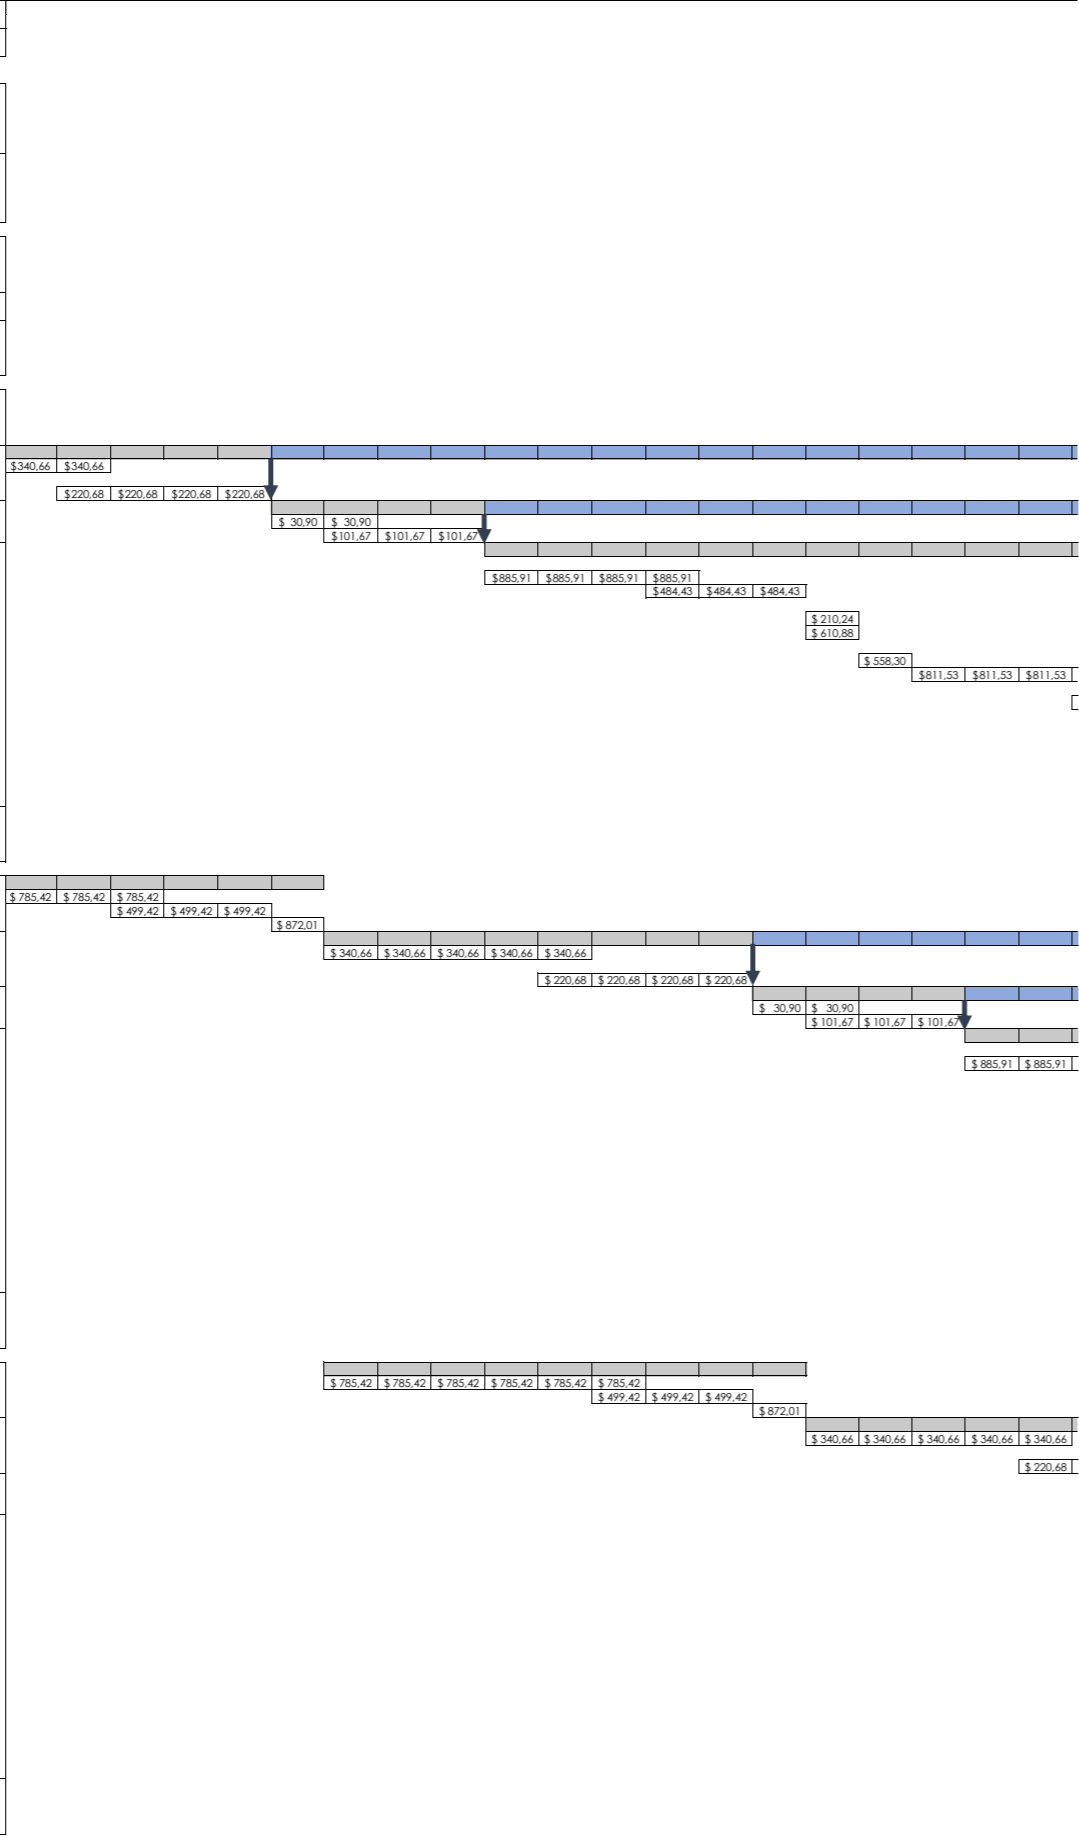 $340,66 $340,66
$220,68 $220,68 $220,68 $220,68
$ 30,90 $ 30,90
$101,67 $101,67 $101,67
$885,91 $885,91 $885,91 $885,91
$484,43 $484,43 $484,43
$ 210,24
$ 610,88
$ 558,30
$811,53 $811,53 $811,53
$ 785,42 $ 785,42 $ 785,42
$ 499,42 $ 499,42 $ 499,42
$ 872,01
$ 340,66 $ 340,66 $ 340,66 $ 340,66 $ 340,66
$ 220,68 $ 220,68 $ 220,68 $ 220,68
$ 30,90 $ 30,90
$ 101,67 $ 101,67 $ 101,67
$ 885,91 $ 885,91
$ 785,42 $ 785,42 $ 785,42 $ 785,42 $ 785,42 $ 785,42
$ 499,42 $ 499,42 $ 499,42
$ 872,01
$ 340,66 $ 340,66 $ 340,66 $ 340,66 $ 340,66
$ 220,68